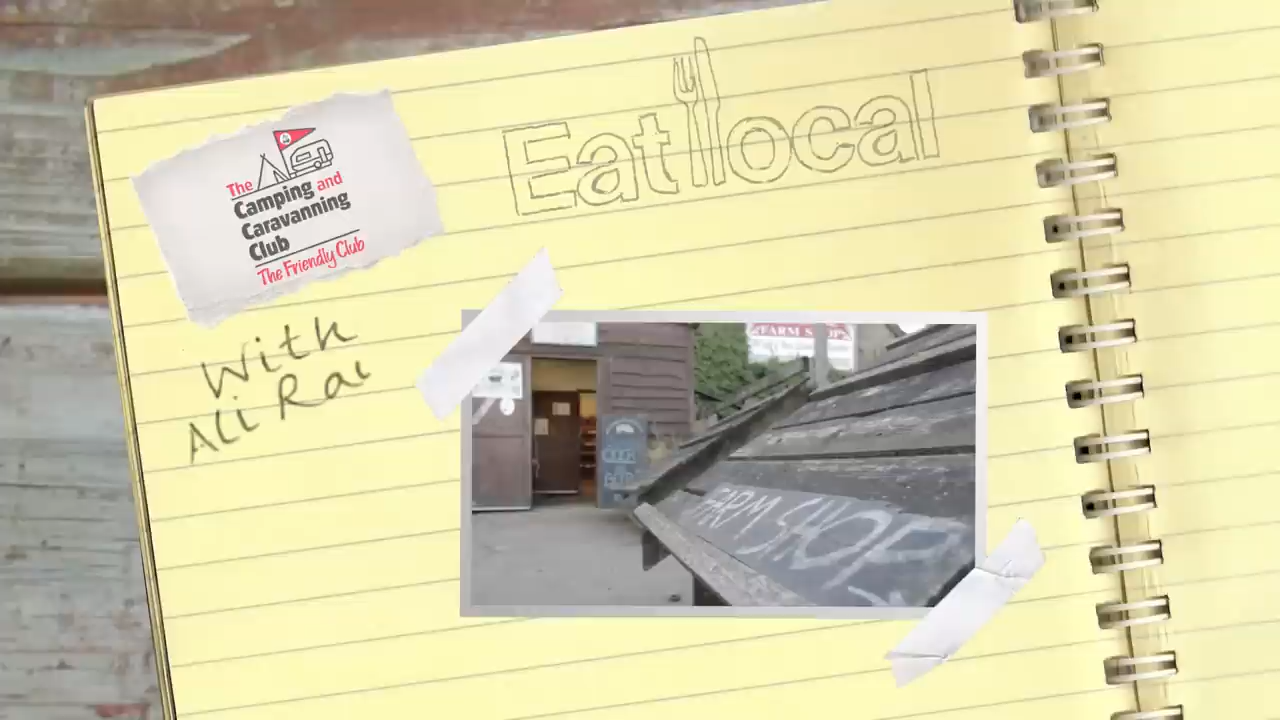 Eat local
The
Camping and
Caravanning
Club
The Friendly Club
With
Ali Rai
FARM SHOP
FARM SHOP